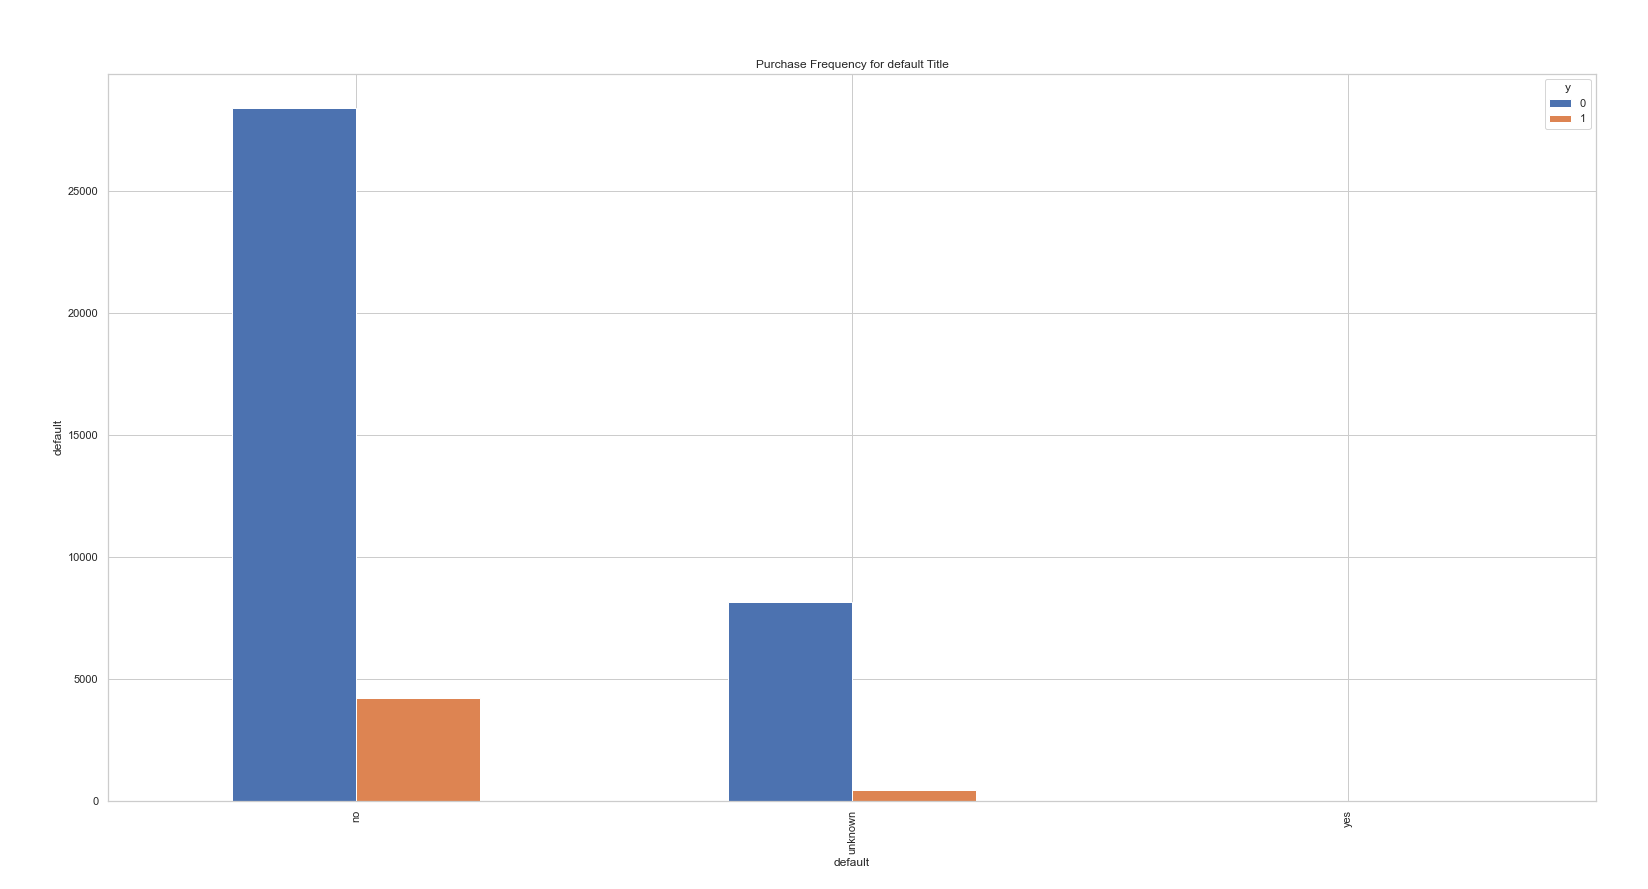 Purchase Frequency for default Title
y
0
1
25000
20000
15000
10000
5000
0
default
no
unknown
yes
default